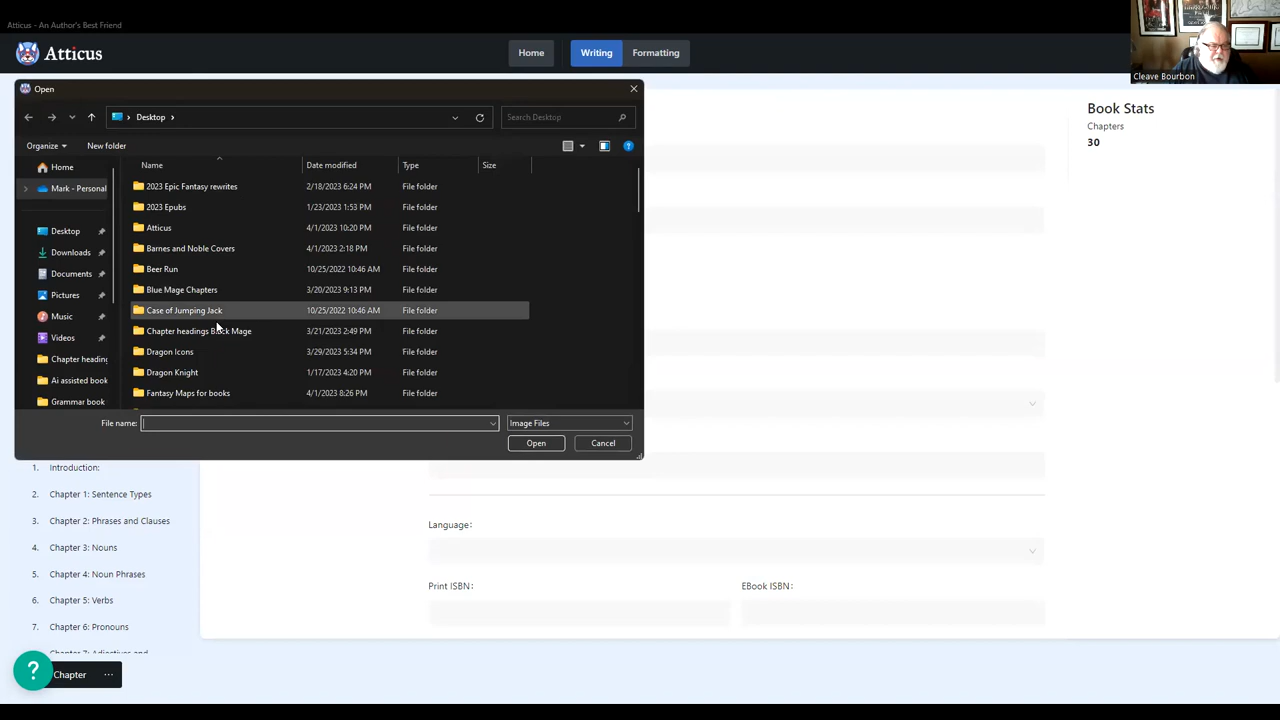 Atticus - An Author's Best Friend
Atticus
Home
Writing
Formatting
Cleave Bourbon
Open
Desktop
Search Desktop
Organize
New folder
Name
Date modified
Type
Size
Home
Mark - Personal
Desktop
Downloads
Documents
Pictures
Music
Videos
Chapter heading
Ai assisted book
Grammar book
2023 Epic Fantasy rewrites 2/18/2023 6:24 PM File folder
2023 Epubs 1/23/2023 1:53 PM File folder
Atticus 4/1/2023 10:20 PM File folder
Barnes and Noble Covers 4/1/2023 2:18 PM File folder
Beer Run 10/25/2022 10:46 AM File folder
Blue Mage Chapters 3/20/2023 9:13 PM File folder
Case of Jumping Jack 10/25/2022 10:46 AM File folder
Chapter headings Black Mage 3/21/2023 2:49 PM File folder
Dragon Icons 3/29/2023 5:34 PM File folder
Dragon Knight 1/17/2023 4:20 PM File folder
Fantasy Maps for books 4/1/2023 8:26 PM File folder
File name:
Image Files
Open
Cancel
Book Stats
Chapters
30
1. Introduction:
2. Chapter 1: Sentence Types
3. Chapter 2: Phrases and Clauses
4. Chapter 3: Nouns
5. Chapter 4: Noun Phrases
6. Chapter 5: Verbs
7. Chapter 6: Pronouns
Chapter 7: Adjectives and
Language:
Print ISBN:
EBook ISBN:
? Chapter ...